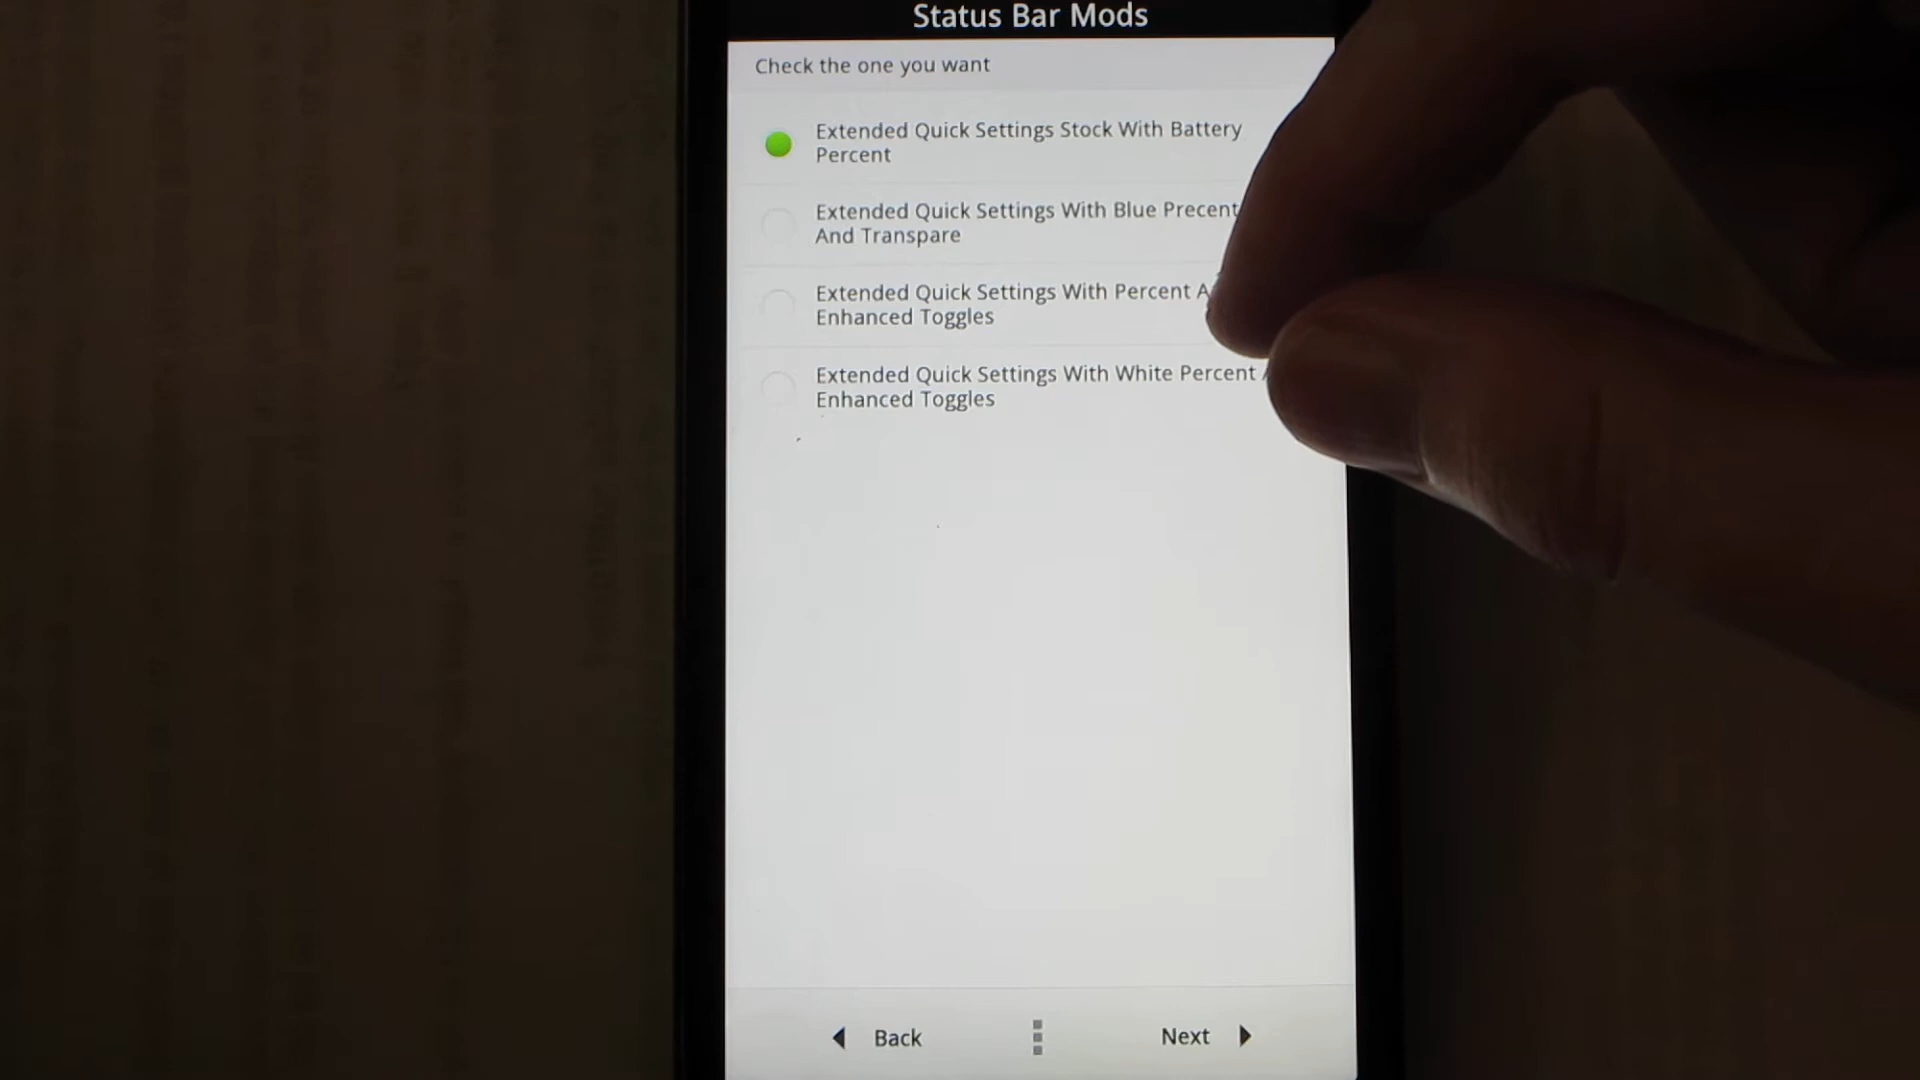 Status Bar Mods
Check the one you want
Extended Quick Settings Stock With Battery
Percent
Extended Quick Settings With Blue Precent
And Transpare
Extended Quick Settings With Percent
Enhanced Toggles
Extended Quick Settings With White Percent
Enhanced Toggles
Back
Next